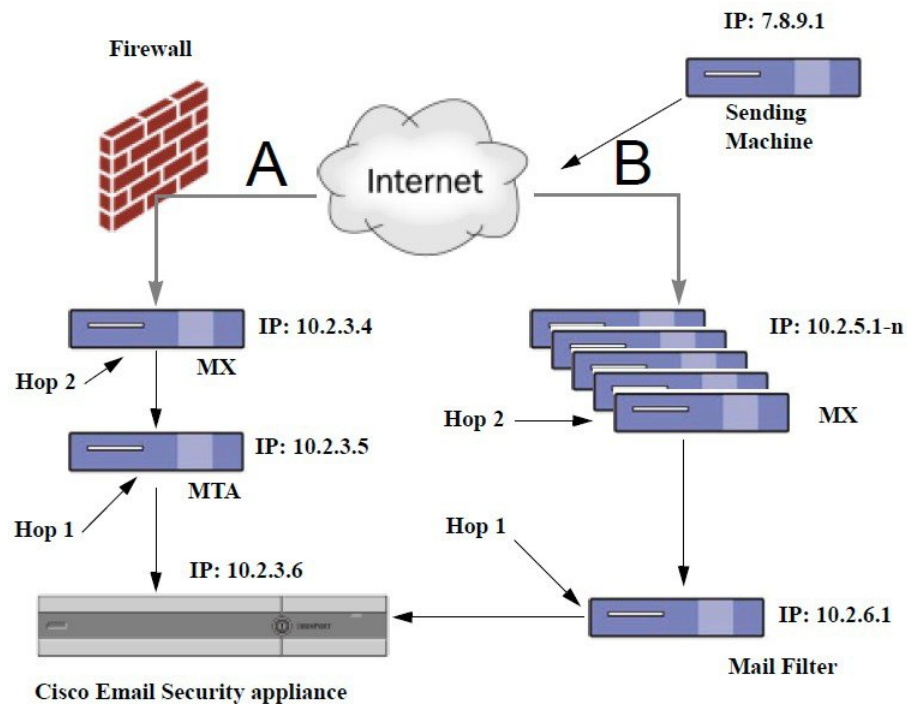 IP: 7.8.9.1
Firewall
Sending
Machine
A
B
Internet
IP: 10.2.3.4
IP: 10.2.5.1-n
MX
Hop 2
Hop 2
MX
IP: 10.2.3.5
MTA
Hop 1
Hop 1
IP: 10.2.3.6
IP: 10.2.6.1
Mail Filter
Cisco Email Security appliance